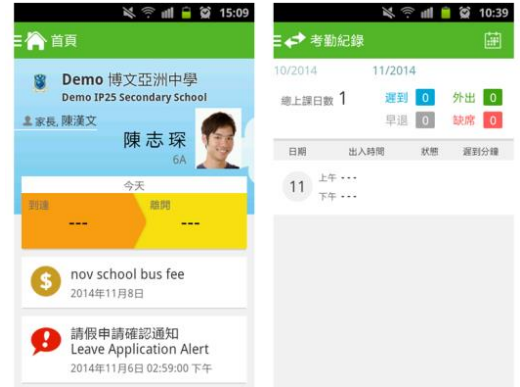 15:09
首頁
Demo 博文亞洲中學
Demo IP25 Secondary School
家長, 陳漢文
陳志琛
6A
今天
到達
---
離開
---
nov school bus fee
2014年11月8日
請假申請確認通知
Leave Application Alert
2014年11月6日 02:59:00 下午
10:39
考勤紀錄
10/2014
11/2014
總上課日數 1
遲到 0
外出 0
早退 0
缺席 0
日期 出入時間 狀態 遲到分鐘
11
上午 ---
下午 ---